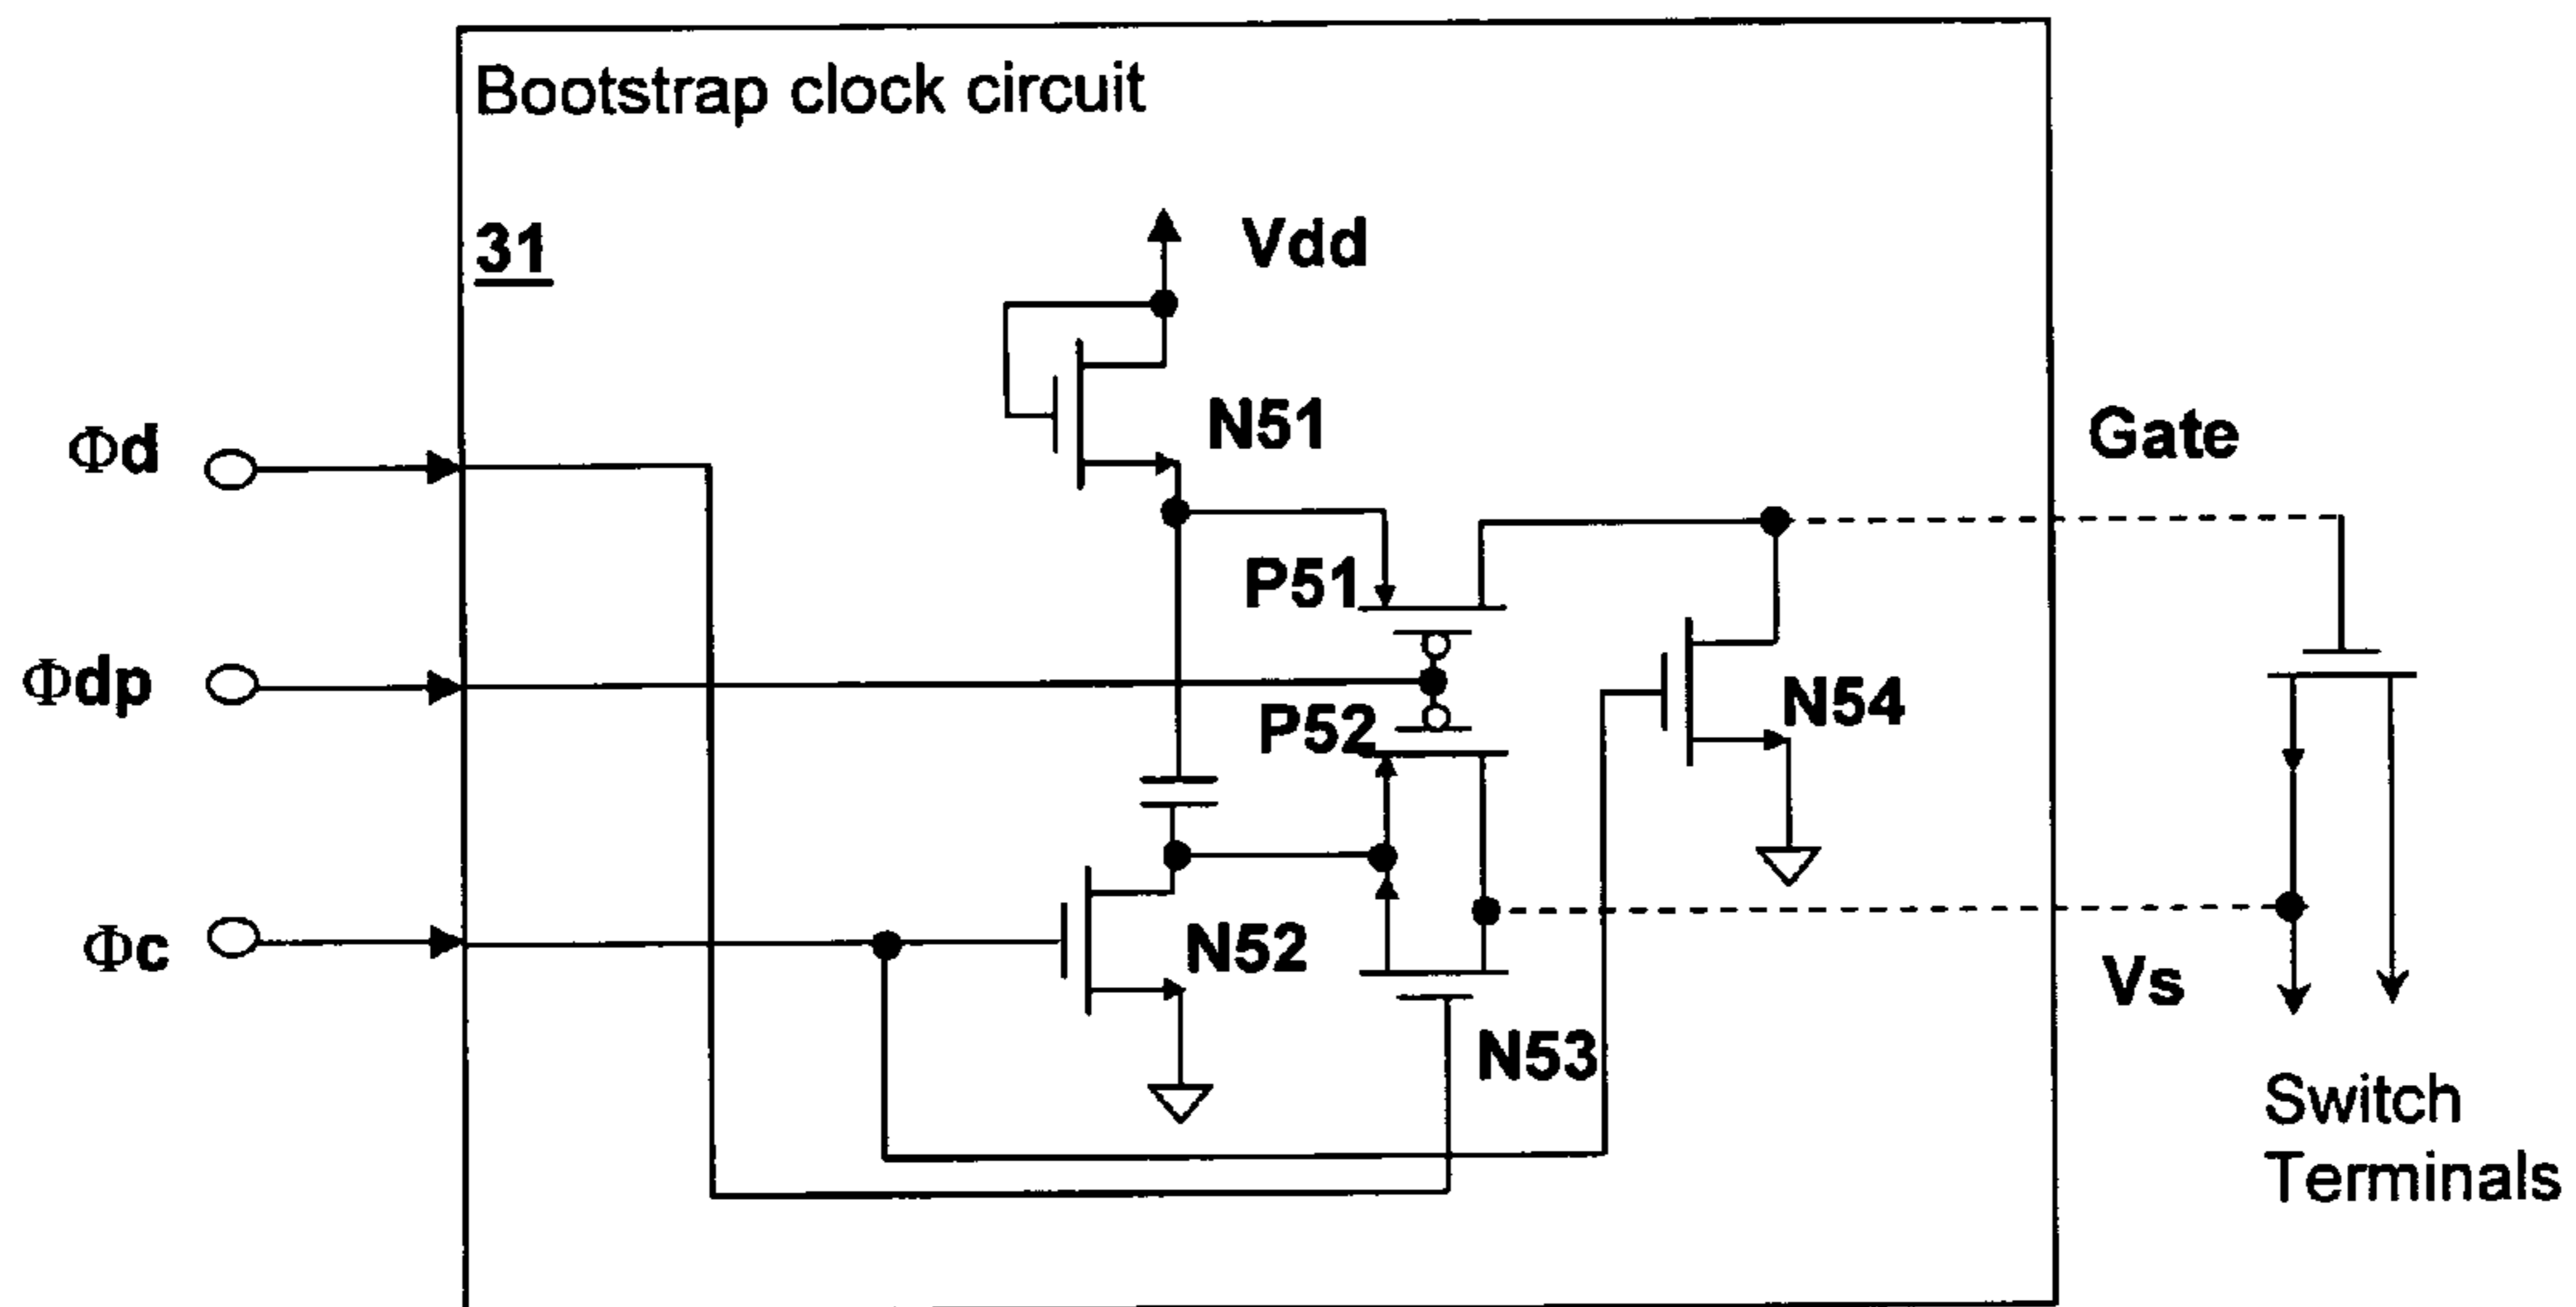 Bootstrap clock circuit
31
Vdd
N51
Φd
Gate
P51
Φdp
P52
N54
Φc
N52
Vs
N53
Switch
Terminals